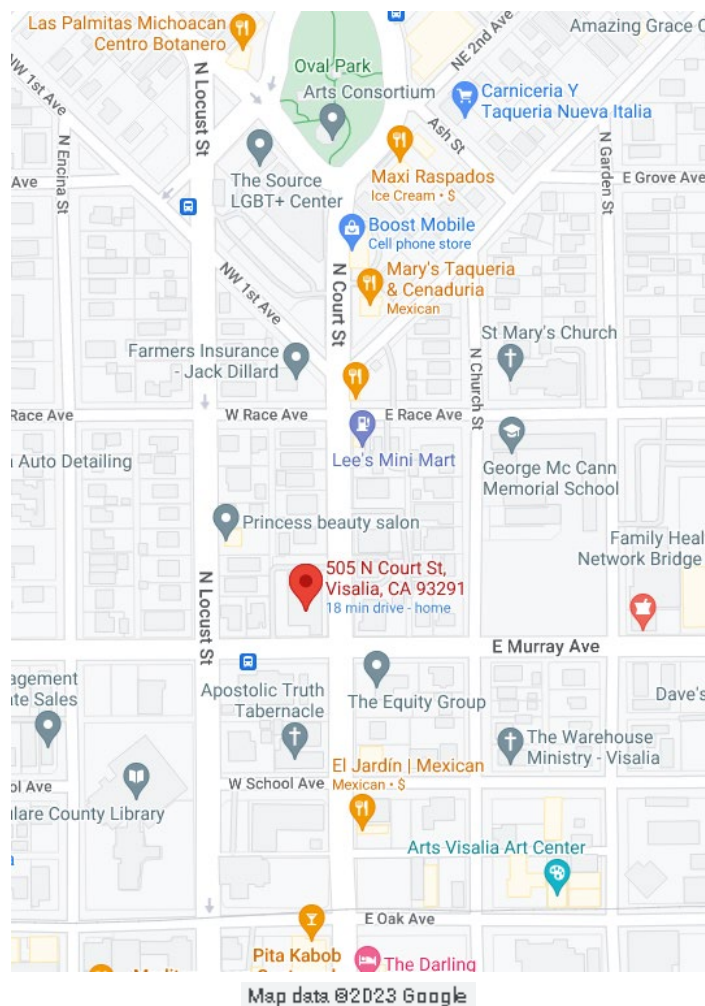 Las Palmitas Michoacan
Centro Botanero
Amazing Grace C
NE 2nd Ave
NW 1st Ave
N Locust St
Oval Park
Arts Consortium
Carniceria Y
Taqueria Nueva Italia
Ash St
N Encina St
N Garden St
Maxi Raspados
Ice Cream • $
The Source
LGBT+ Center
Ave
E Grove Ave
Boost Mobile
Cell phone store
Mary's Taqueria
& Cenaduria
Mexican
NW 1st Ave
N Court St
St Mary's Church
Farmers Insurance
- Jack Dillard
N Church St
Race Ave
W Race Ave
E Race Ave
Lee's Mini Mart
George Mc Cann
Memorial School
Auto Detailing
Princess beauty salon
Family Heal
Network Bridge
505 N Court St,
Visalia, CA 93291
18 min drive - home
N Locust St
E Murray Ave
agement
ate Sales
Apostolic Truth
Tabernacle
The Equity Group
Dave's
The Warehouse
Ministry - Visalia
El Jardín | Mexican
Mexican • $
ol Ave
W School Ave
ulare County Library
Arts Visalia Art Center
E Oak Ave
Pita Kabob
The Darling
Map data ©2023 Google